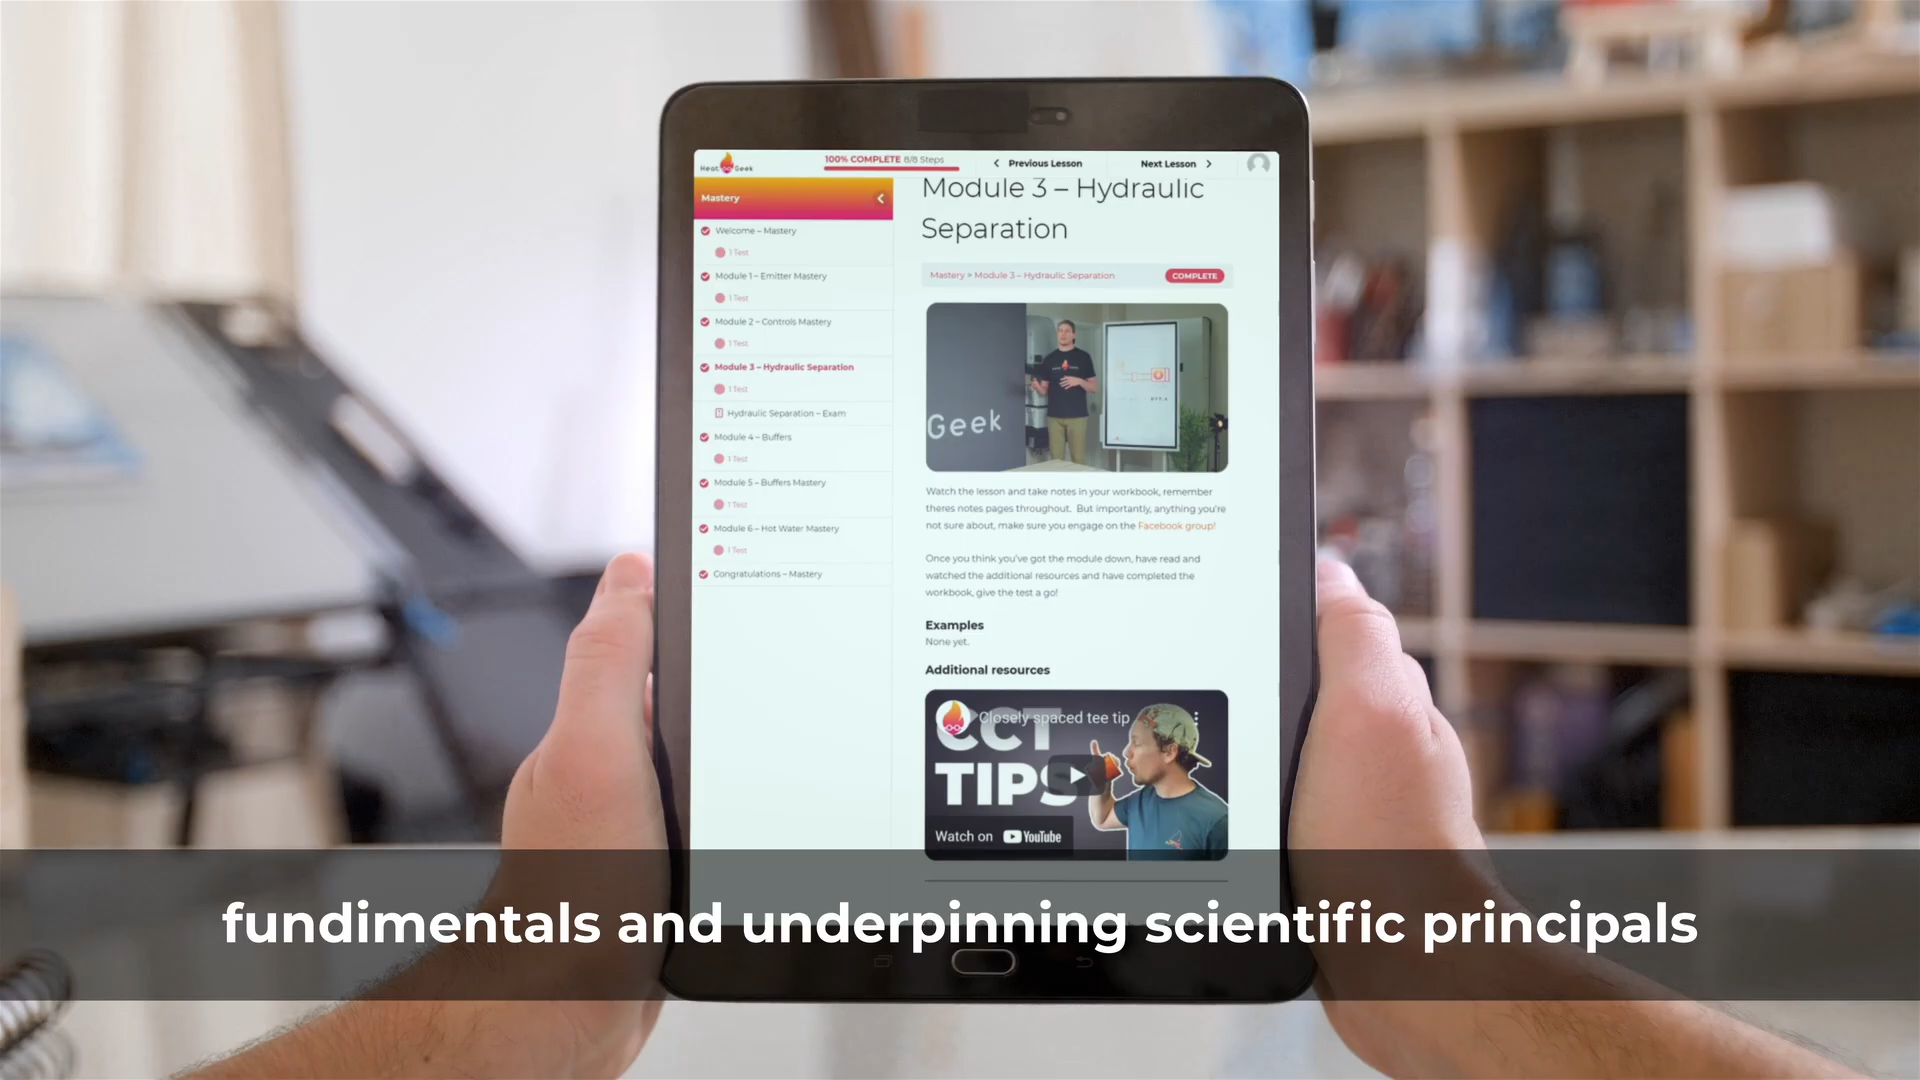 Heat Geek
100% COMPLETE 8/8 Steps
Previous Lesson
Next Lesson
Mastery
Welcome – Mastery
1 Test
Module 1 – Emitter Mastery
1 Test
Module 2 – Controls Mastery
1 Test
Module 3 – Hydraulic Separation
1 Test
Hydraulic Separation – Exam
Module 4 – Buffers
1 Test
Module 5 – Buffers Mastery
1 Test
Module 6 – Hot Water Mastery
1 Test
Congratulations – Mastery
Module 3 – Hydraulic
Separation
Mastery > Module 3 – Hydraulic Separation
COMPLETE
Geek
Watch the lesson and take notes in your workbook, remember
theres notes pages throughout. But importantly, anything you're
not sure about, make sure you engage on the Facebook group!
Once you think you've got the module down, have read and
watched the additional resources and have completed the
workbook, give the test a go!
Examples
None yet.
Additional resources
Closely spaced tee tip
CCT
TIPS
Watch on YouTube
fundimentals and underpinning scientific principals